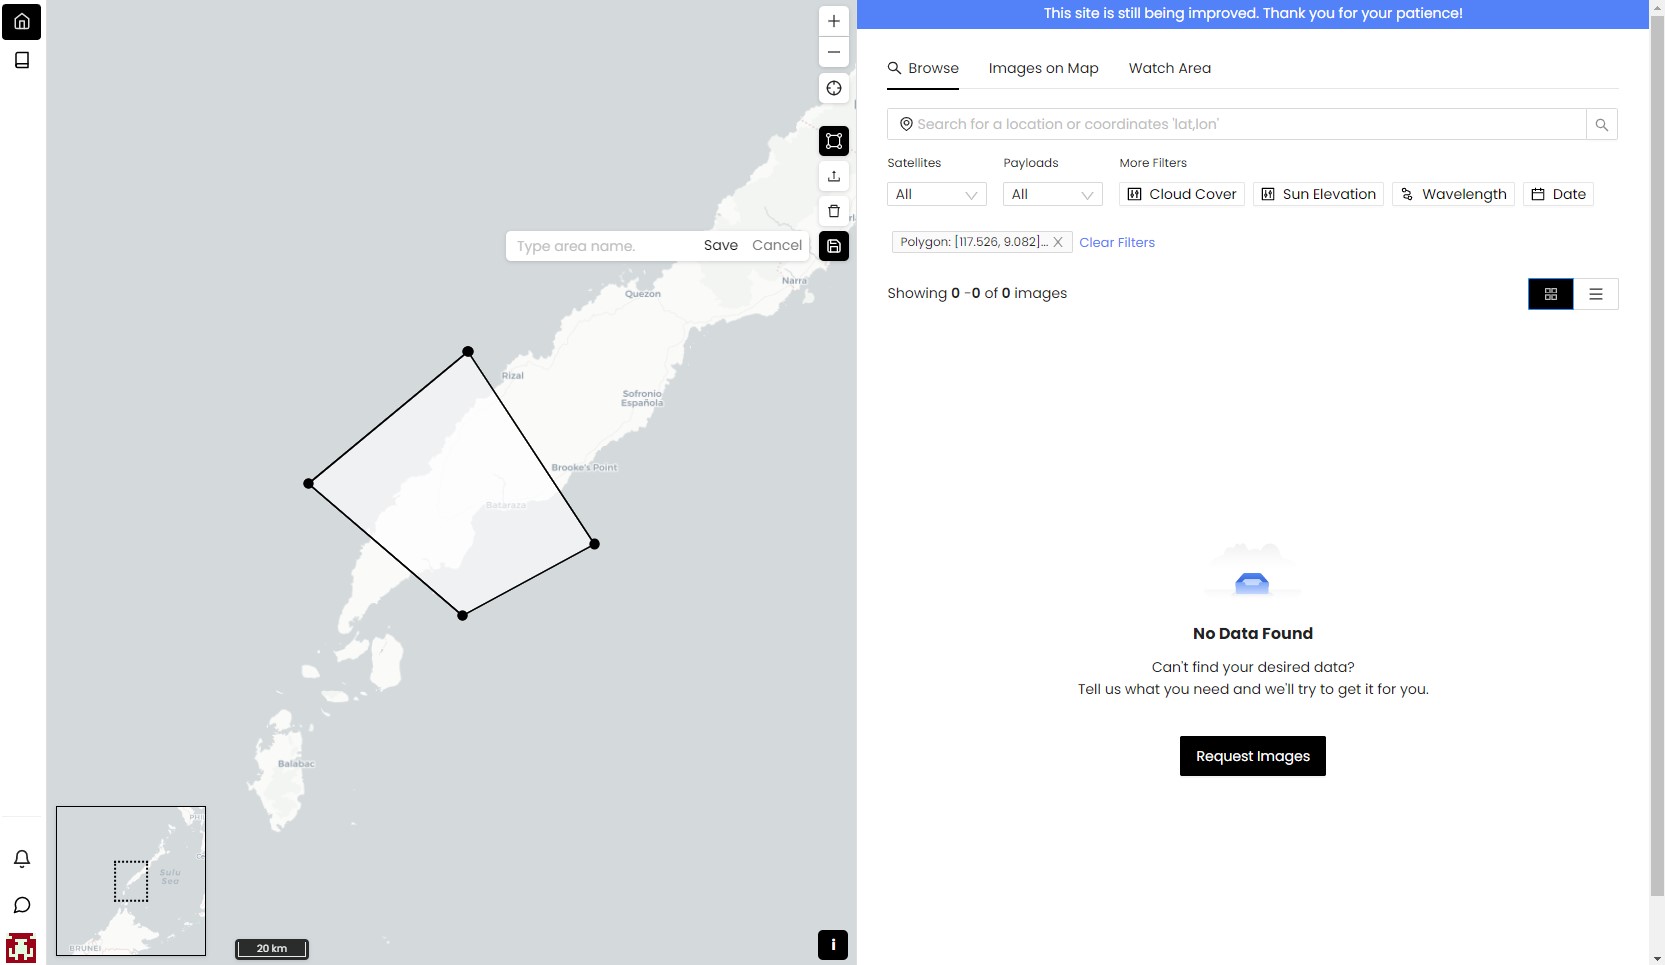 This site is still being improved. Thank you for your patience!
Browse
Images on Map
Watch Area
Search for a location or coordinates 'lat,lon'
Satellites
Payloads
More Filters
All
All
Cloud Cover
Sun Elevation
Wavelength
Date
Polygon: [117.526, 9.082]...
Clear Filters
Showing 0 -0 of 0 images
No Data Found
Can't find your desired data?
Tell us what you need and we'll try to get it for you.
Request Images
Type area name.
Save
Cancel
Narra
Quezon
Rizal
Sofronio
Española
Brooke's Point
Bataraza
Balabac
Sulu
Sea
BRUNEI
20 km
i